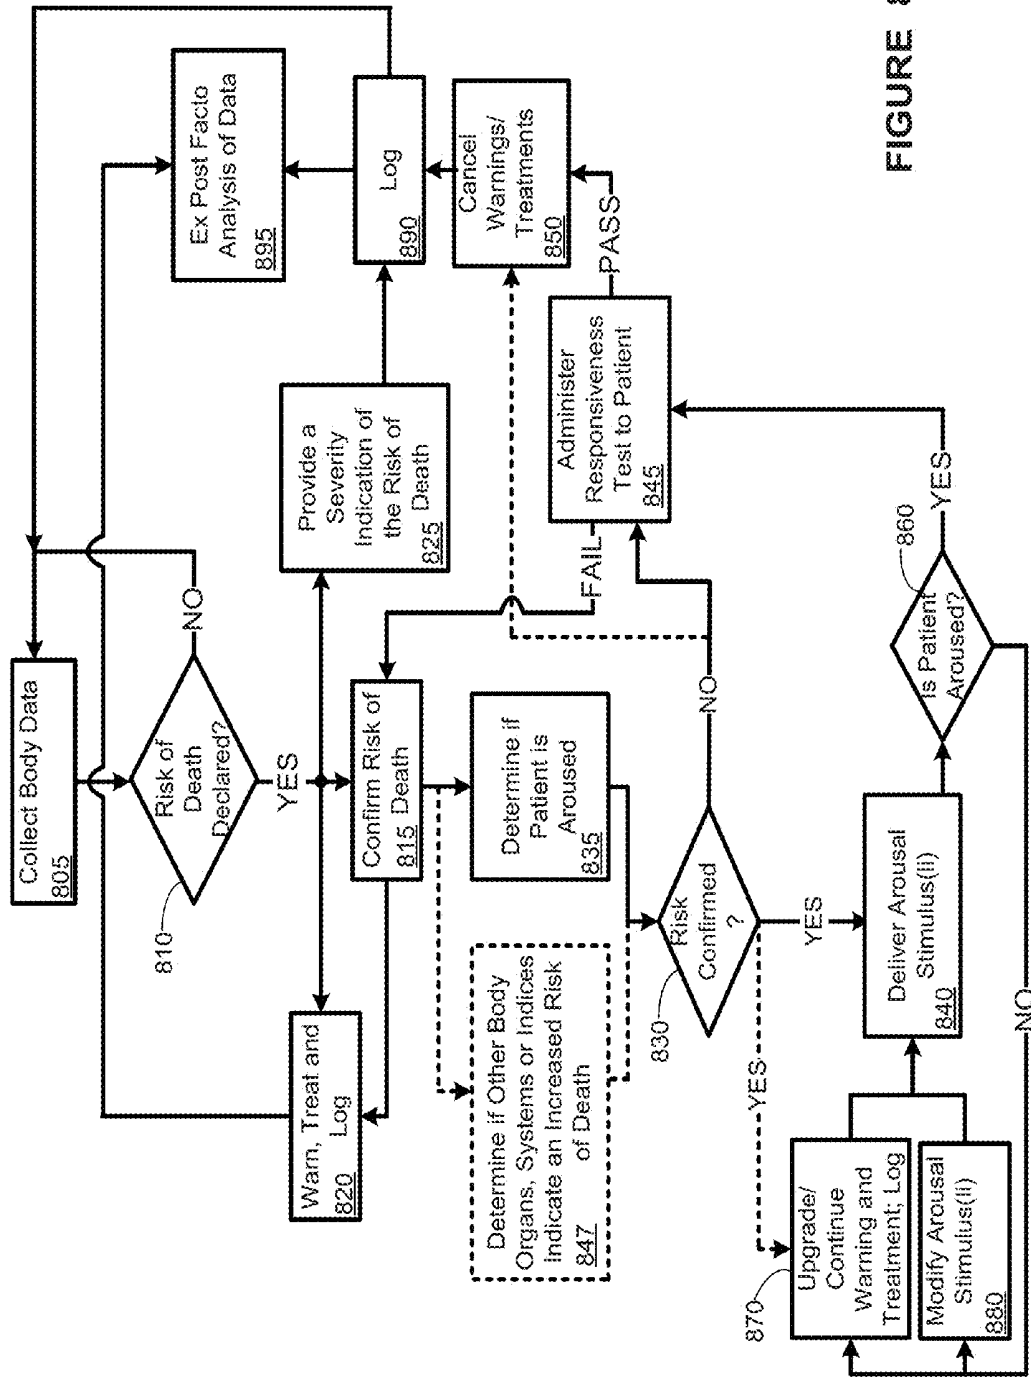 Collect Body Data
805
810
Risk of
Death
Declared?
NO
YES
Warn, Treat and
Log
820
Confirm Risk of
815 Death
Provide a
Severity
Indication of
the Risk of
Death
825
Ex Post Facto
Analysis of Data
895
Log
890
Cancel
Warnings/
Treatments
850
Determine if Other Body
Organs, Systems or Indices
Indicate an Increased Risk
of Death
847
Determine if
Patient is
Aroused
835
FAIL
Administer
Responsiveness
Test to Patient
845
PASS
830
Risk
Confirmed
?
NO
YES
YES
870
Upgrade/
Continue
Warning and
Treatment; Log
Modify Arousal
Stimulus(li)
880
Deliver Arousal
Stimulus(li)
840
860
Is Patient
Aroused?
YES
NO
FIGURE